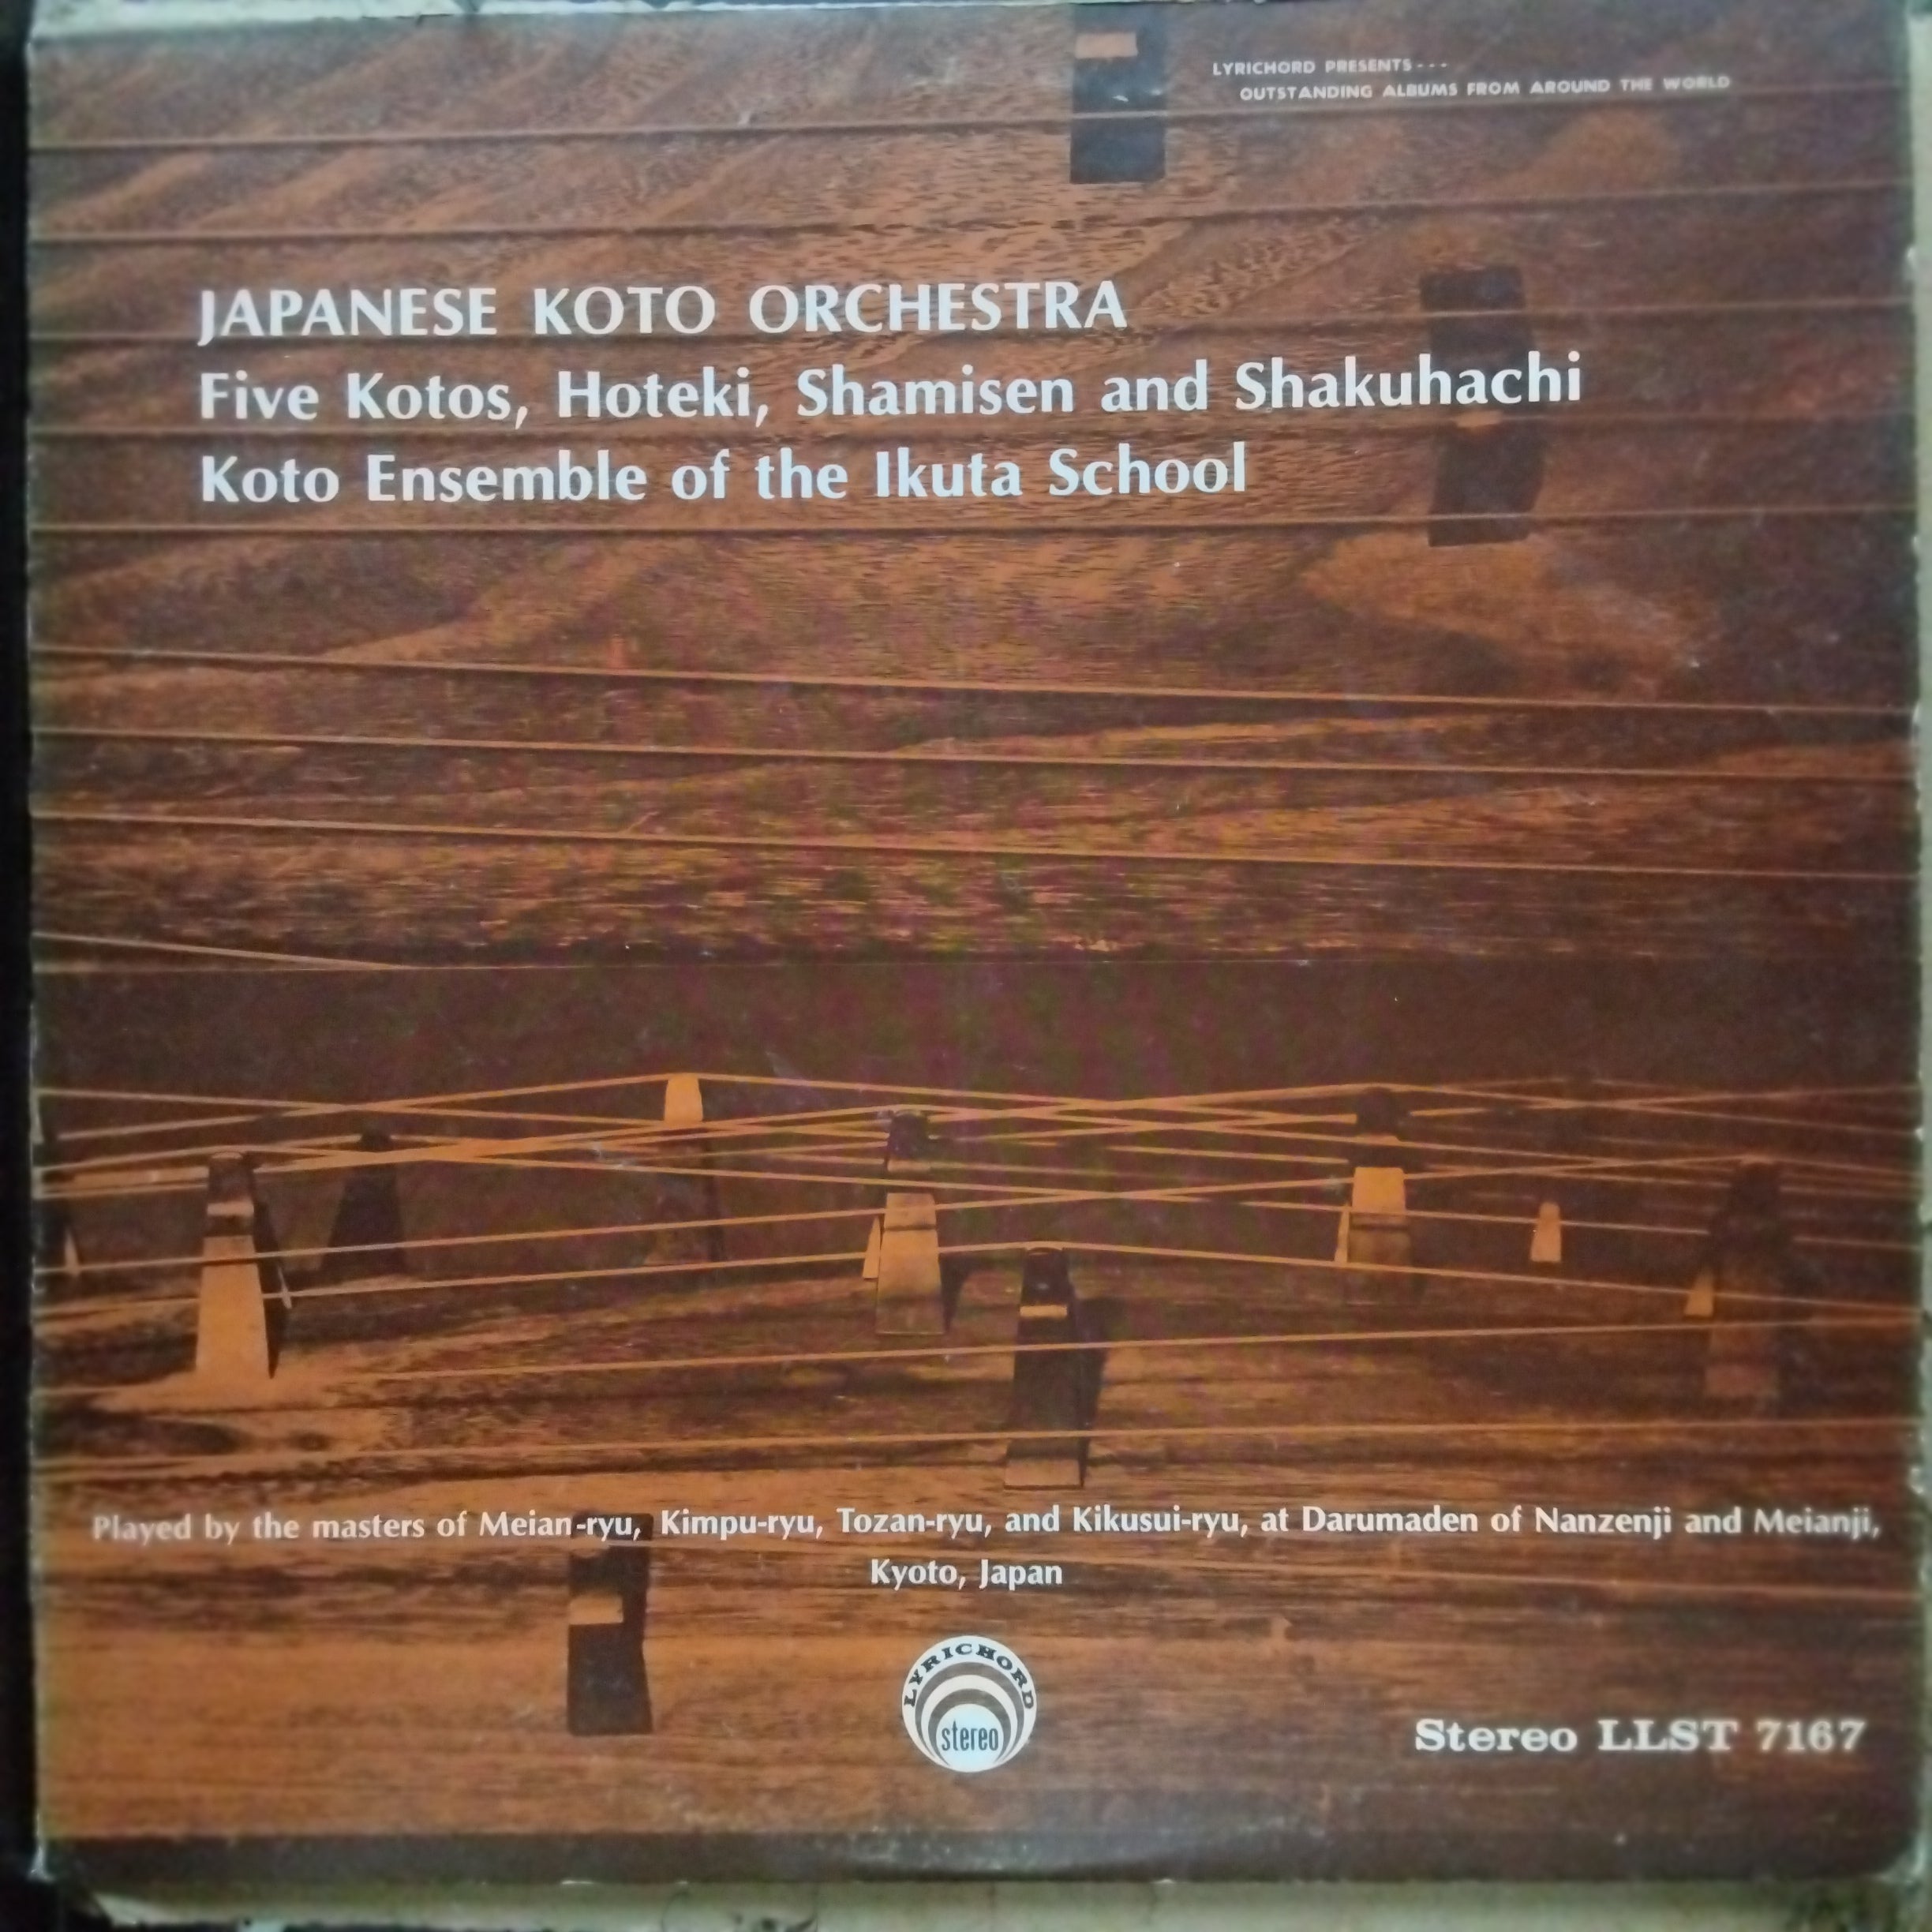 LYRICHORD PRESENTS - - -
OUTSTANDING ALBUMS FROM AROUND THE WORLD
JAPANESE KOTO ORCHESTRA
Five Kotos, Hoteki, Shamisen and Shakuhachi
Koto Ensemble of the Ikuta School
Played by the masters of Meian-ryu, Kimpu-ryu, Tozan-ryu, and Kikusui-ryu, at Darumaden of Nanzenji and Meianji,
Kyoto, Japan
LYRICHORD
stereo
Stereo LLST 7167